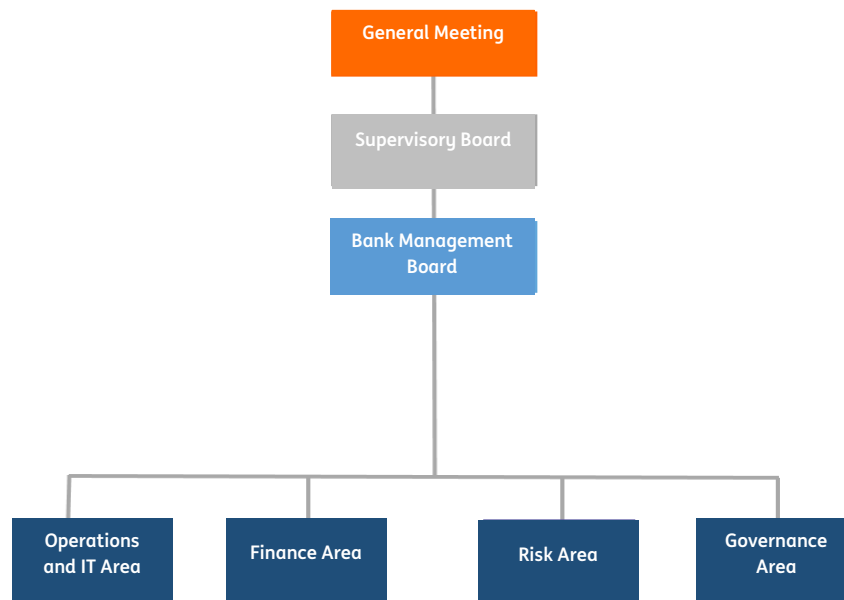 General Meeting
Supervisory Board
Bank Management
Board
Operations
and IT Area
Finance Area
Risk Area
Governance
Area